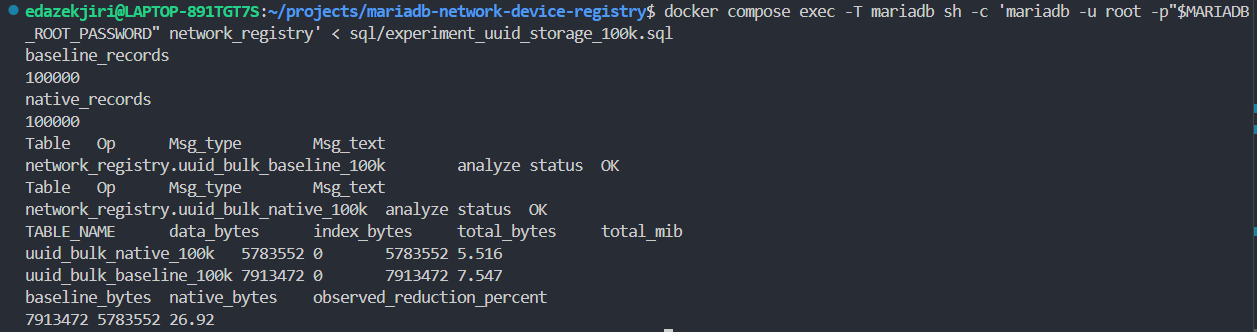 edazekjiri@LAPTOP-891TGT7S:~/projects/mariadb-network-device-registry$ docker compose exec -T mariadb sh -c 'mariadb -u root -p"$MARIADB
_ROOT_PASSWORD" network_registry' < sql/experiment_uuid_storage_100k.sql
baseline_records
100000
native_records
100000
Table Op Msg_type Msg_text
network_registry.uuid_bulk_baseline_100k analyze status OK
Table Op Msg_type Msg_text
network_registry.uuid_bulk_native_100k analyze status OK
TABLE_NAME data_bytes index_bytes total_bytes total_mib
uuid_bulk_native_100k 5783552 0 5783552 5.516
uuid_bulk_baseline_100k 7913472 0 7913472 7.547
baseline_bytes native_bytes observed_reduction_percent
7913472 5783552 26.92